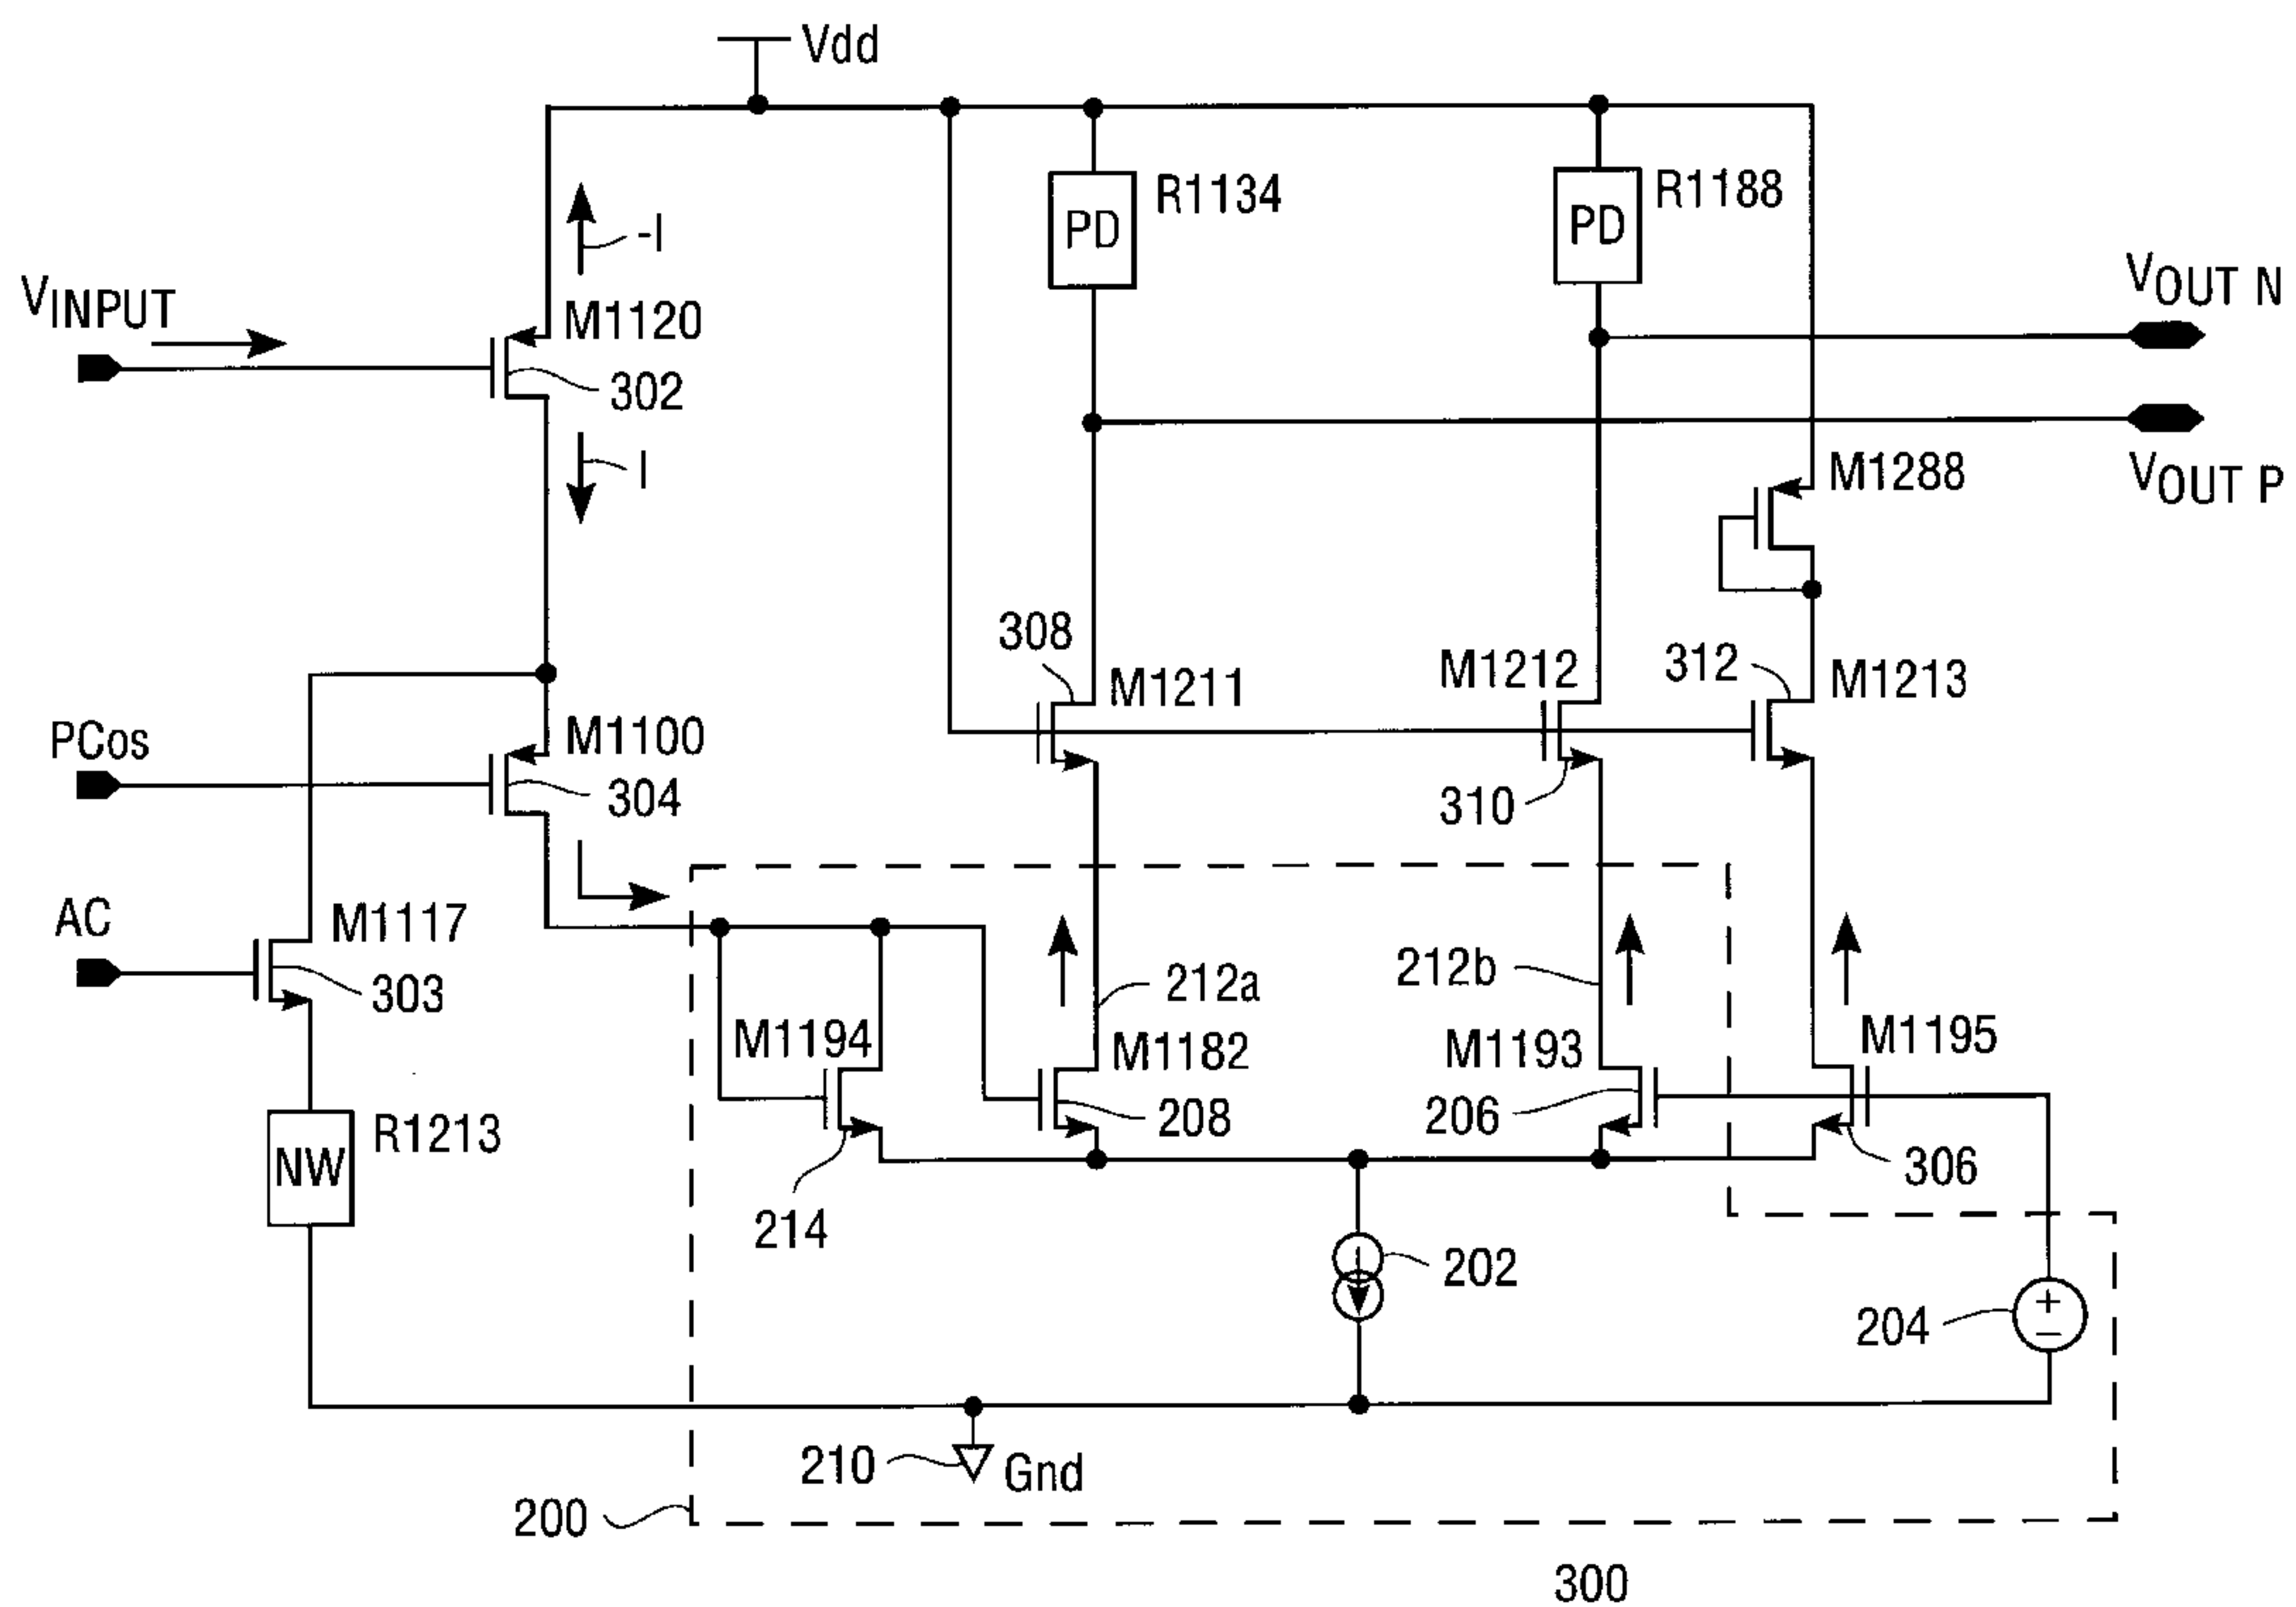 Vdd
R1134
PD
R1188
PD
-I
VINPUT
M1120
302
VOUT N
I
VOUT P
M1288
308
M1211
M1212
312
M1213
PCos
M1100
304
310
AC
M1117
303
212a
212b
M1194
M1182
M1193
M1195
208
206
R1213
NW
214
306
202
204
+
−
210
Gnd
200
300